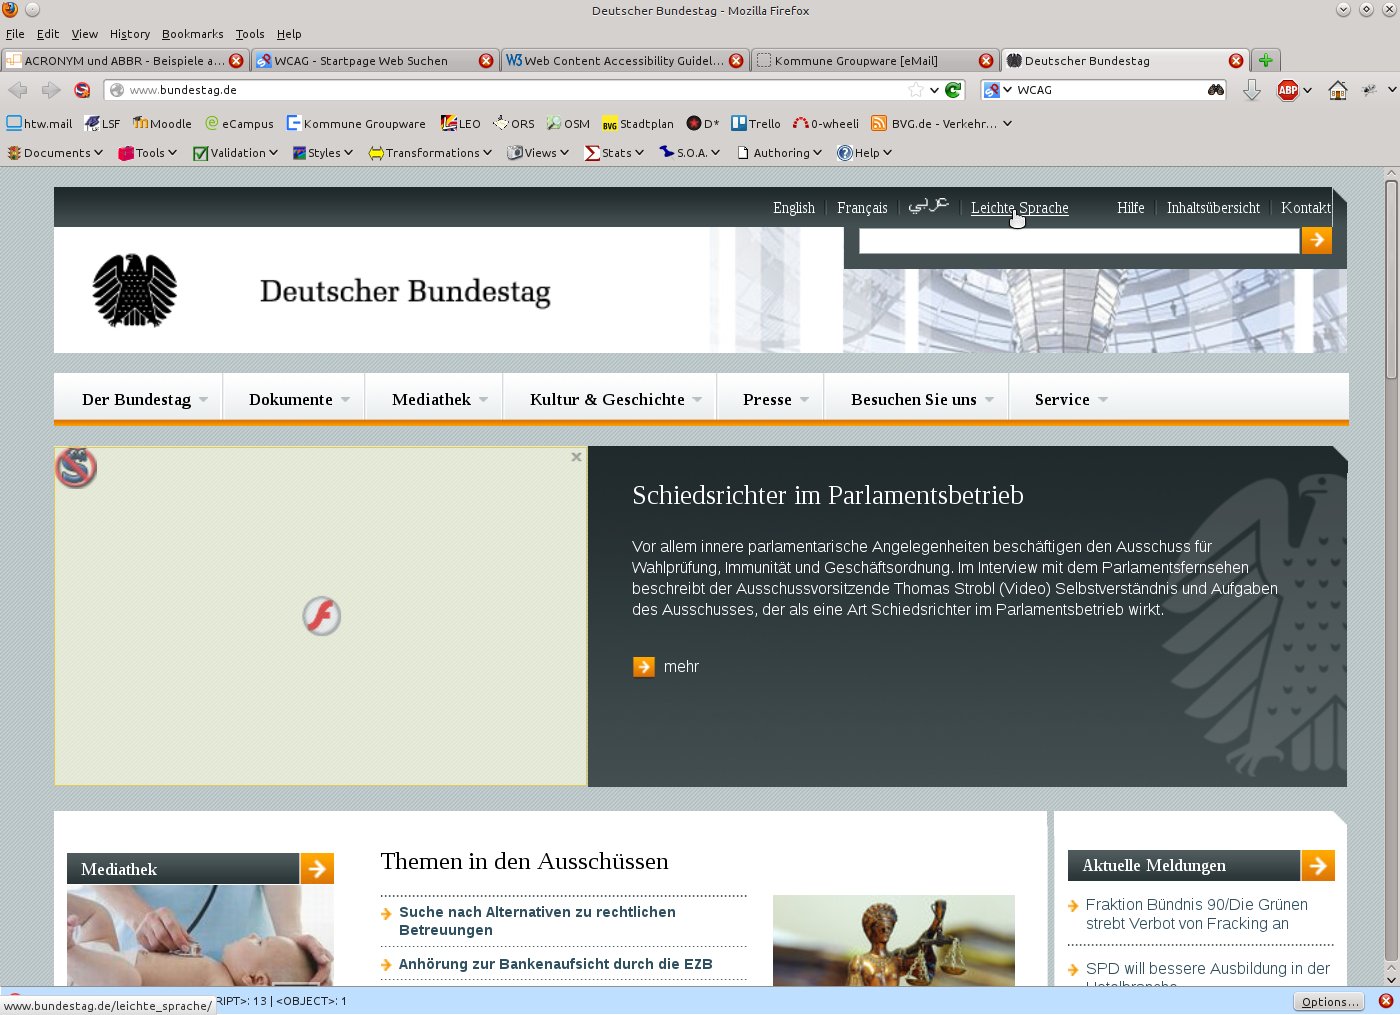 Deutscher Bundestag - Mozilla Firefox
File Edit View History Bookmarks Tools Help
ACRONYM und ABBR - Beispiele a...
WCAG - Startpage Web Suchen
Web Content Accessibility Guidel...
Kommune Groupware [eMail]
Deutscher Bundestag
www.bundestag.de
WCAG
ABP
htw.mail LSF Moodle eCampus Kommune Groupware LEO ORS OSM BVG Stadtplan D* Trello 0-wheeli BVG.de - Verkehr...
Documents Tools Validation Styles Transformations Views Stats S.O.A. Authoring Help
English Français عربي Leichte Sprache Hilfe Inhaltsübersicht Kontakt
Deutscher Bundestag
Der Bundestag Dokumente Mediathek Kultur & Geschichte Presse Besuchen Sie uns Service
Schiedsrichter im Parlamentsbetrieb
Vor allem innere parlamentarische Angelegenheiten beschäftigen den Ausschuss für
Wahlprüfung, Immunität und Geschäftsordnung. Im Interview mit dem Parlamentsfernsehen
beschreibt der Ausschussvorsitzende Thomas Strobl (Video) Selbstverständnis und Aufgaben
des Ausschusses, der als eine Art Schiedsrichter im Parlamentsbetrieb wirkt.
mehr
Mediathek
Themen in den Ausschüssen
Suche nach Alternativen zu rechtlichen
Betreuungen
Anhörung zur Bankenaufsicht durch die EZB
Aktuelle Meldungen
Fraktion Bündnis 90/Die Grünen
strebt Verbot von Fracking an
SPD will bessere Ausbildung in der
Hotelbranche
www.bundestag.de/leichte_sprache/
RIPT>: 13 | <OBJECT>: 1
Options...